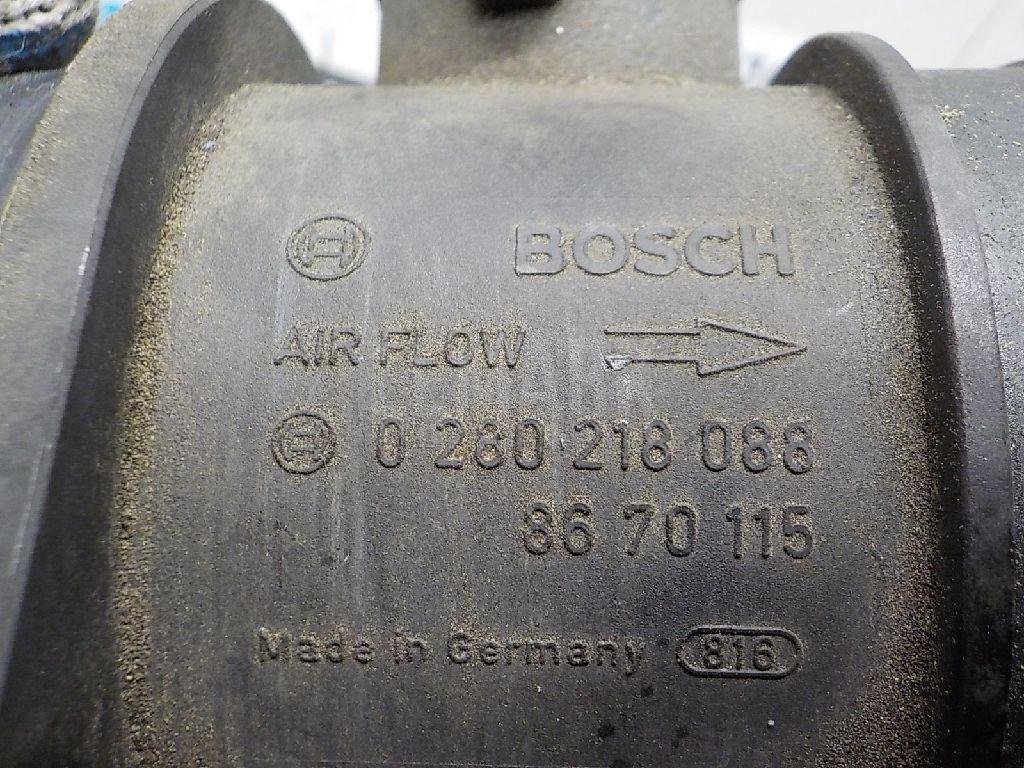 BOSCH
AIR FLOW
0 280 218 088
86 70 115
Made in Germany 816